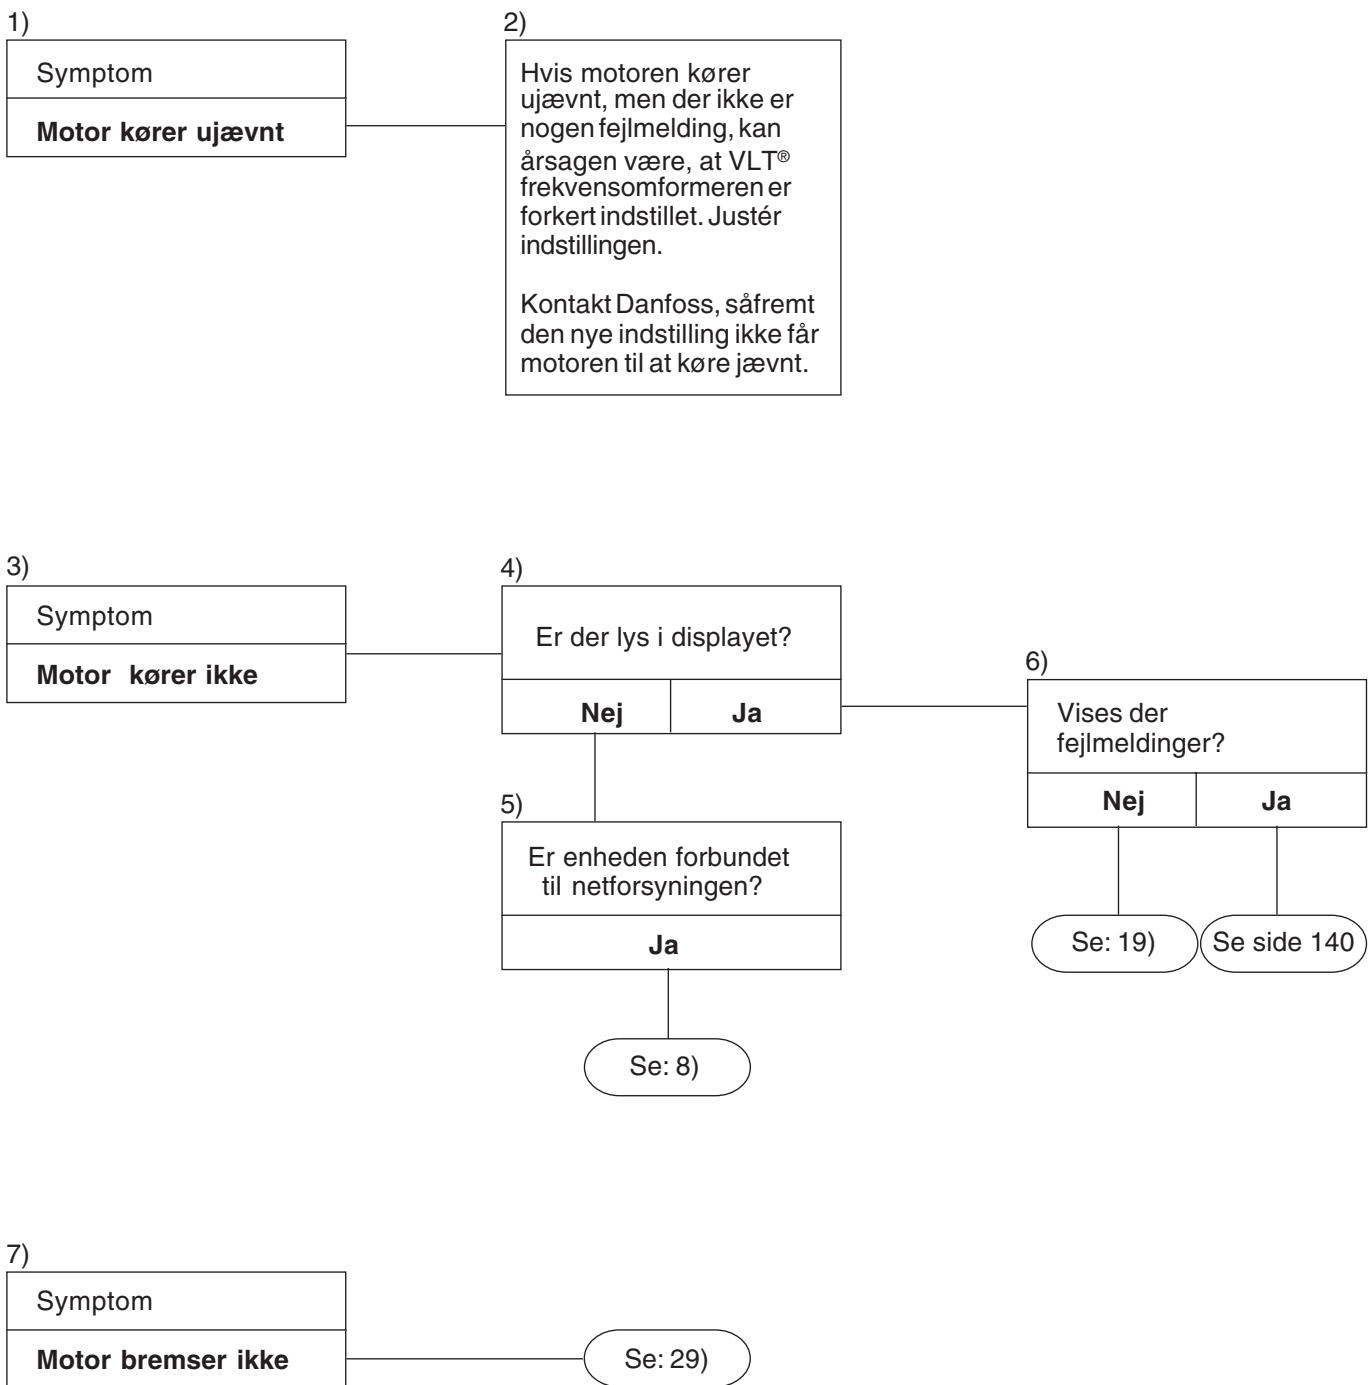 1)
Symptom
Motor kører ujævnt
2)
Hvis motoren kører
ujævnt, men der ikke er
nogen fejlmelding, kan
årsagen være, at VLT®
frekvensomformeren er
forkert indstillet. Justér
indstillingen.
Kontakt Danfoss, såfremt
den nye indstilling ikke får
motoren til at køre jævnt.
3)
Symptom
Motor kører ikke
4)
Er der lys i displayet?
Nej
Ja
5)
Er enheden forbundet
til netforsyningen?
Ja
Se: 8)
6)
Vises der
fejlmeldinger?
Nej
Ja
Se: 19)
Se side 140
7)
Symptom
Motor bremser ikke
Se: 29)